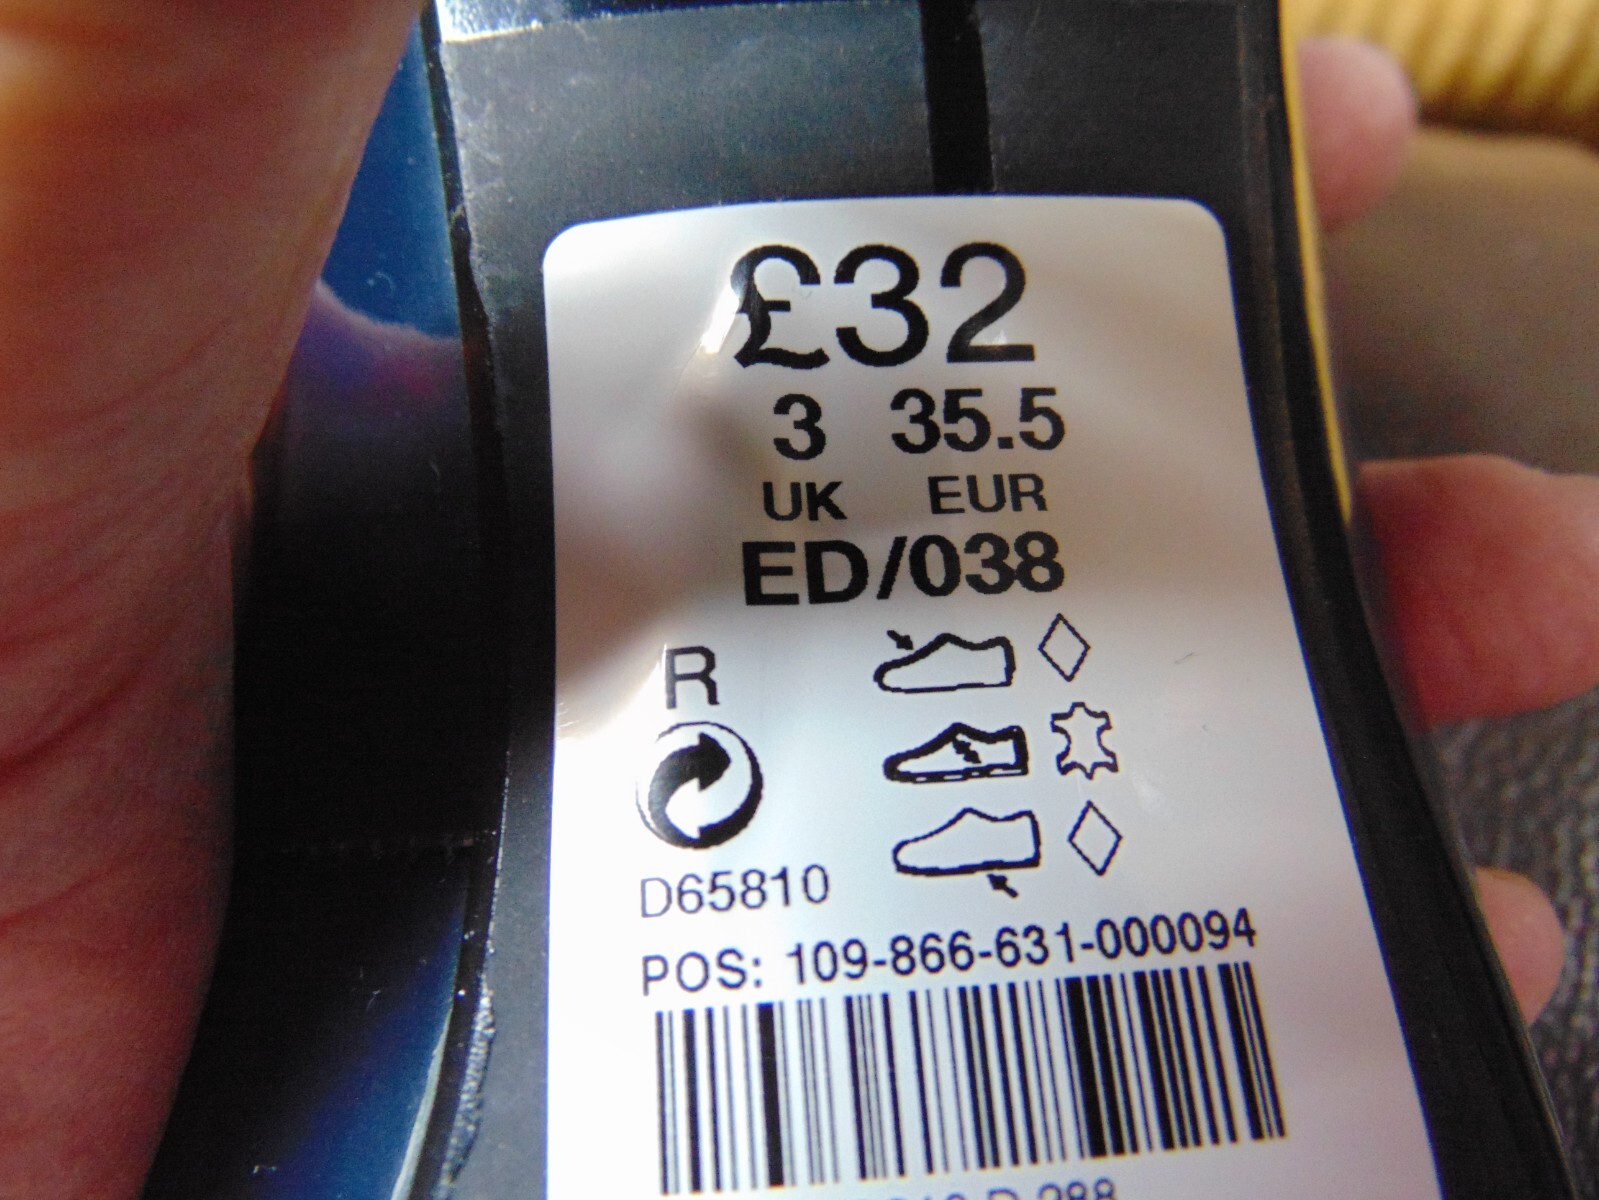 £32
3 35.5
UK EUR
ED/038
R
D65810
POS: 109-866-631-000094